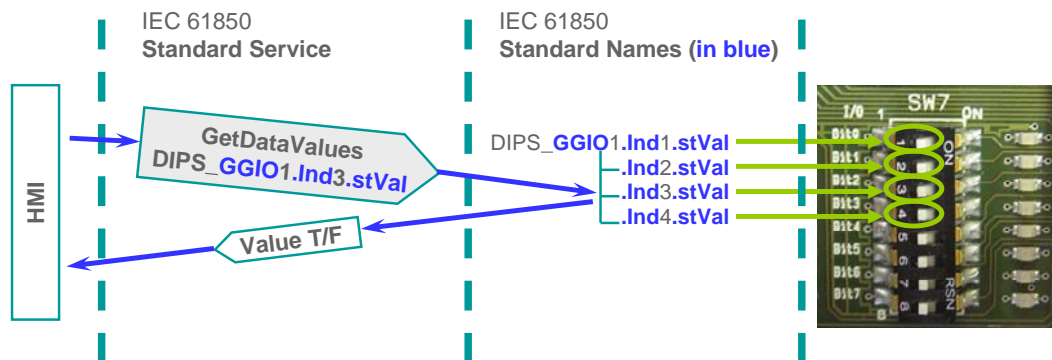 IEC 61850
Standard Service
IEC 61850
Standard Names (in blue)
HMI
GetDataValues
DIPS_GGIO1.Ind3.stVal
Value T/F
DIPS_GGIO1.Ind1.stVal
.Ind2.stVal
.Ind3.stVal
.Ind4.stVal
SW7
I/O 1 ON
Bit0 1 ON
Bit1 2
Bit2 3
Bit3 4
Bit4 5
Bit5 6
Bit6 7 RSN
Bit7 8
8